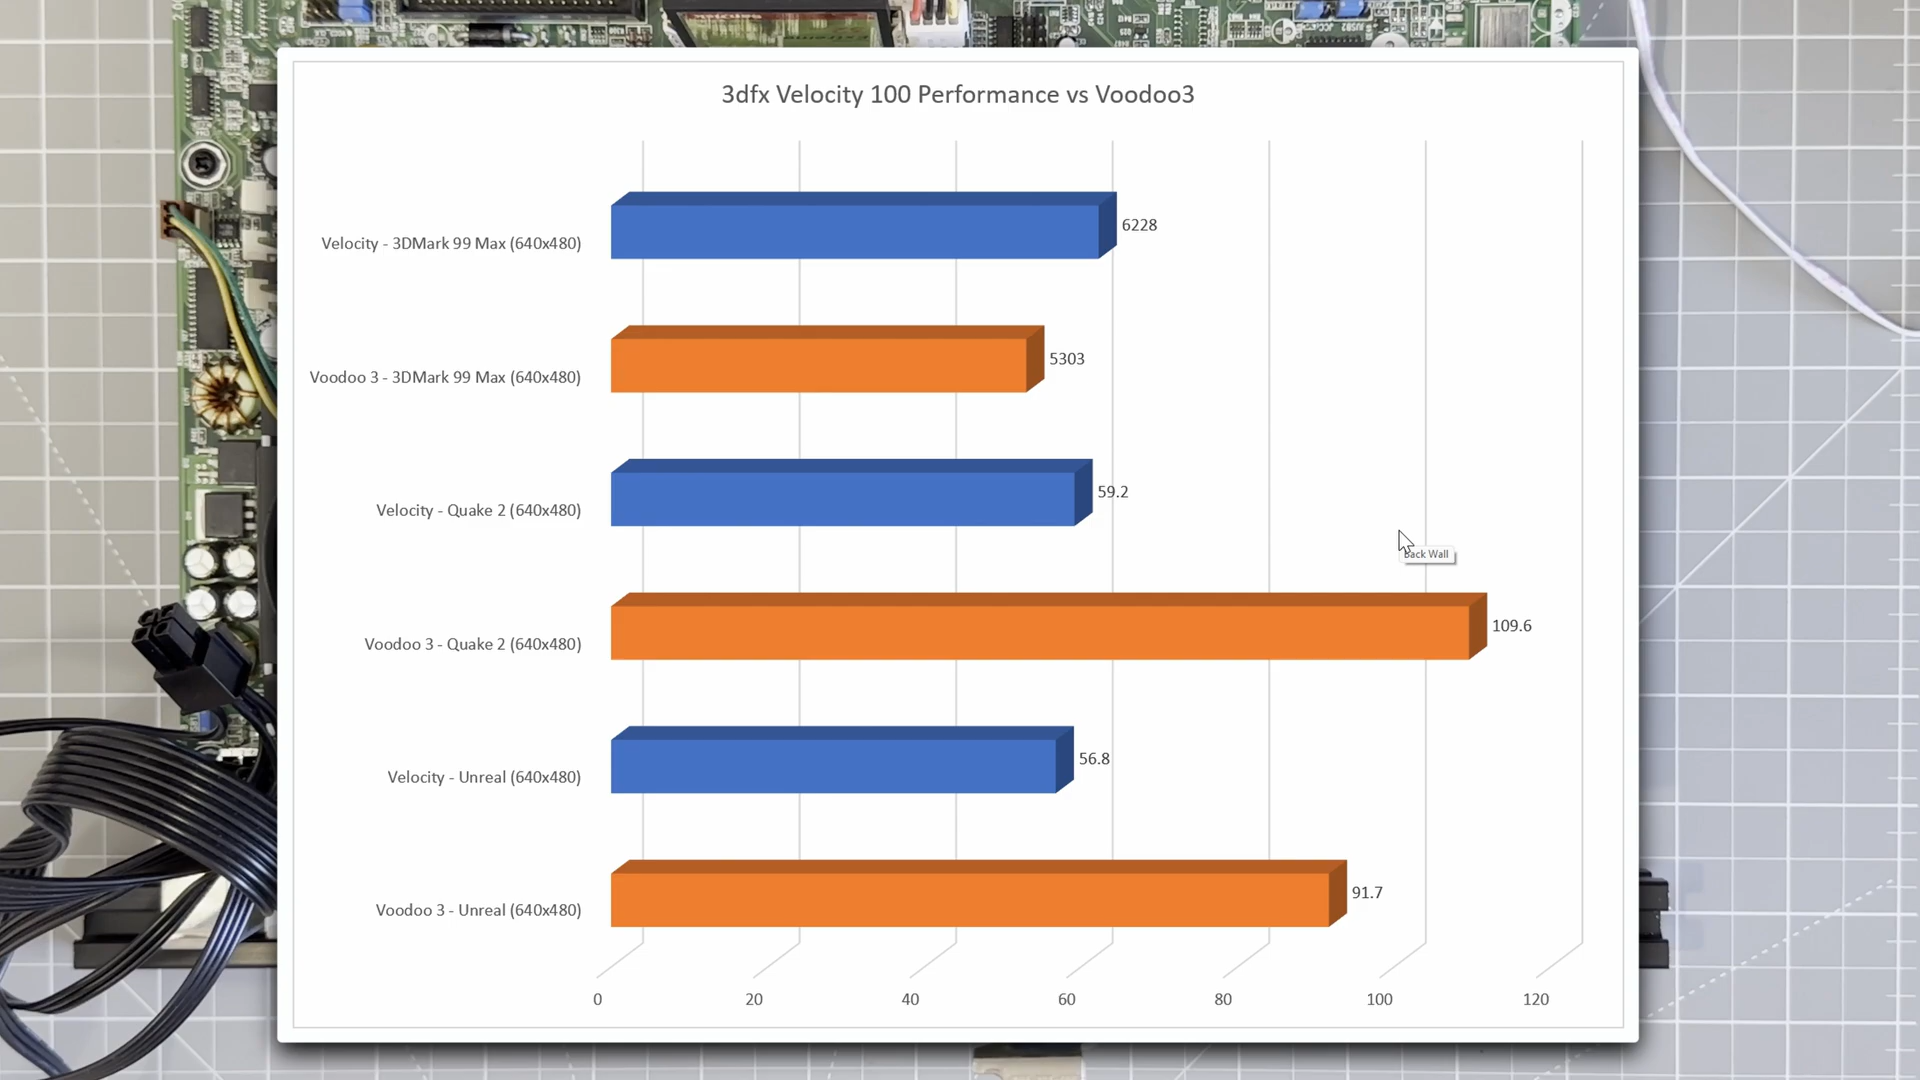 3dfx Velocity 100 Performance vs Voodoo3
Velocity - 3DMark 99 Max (640x480)
6228
Voodoo 3 - 3DMark 99 Max (640x480)
5303
Velocity - Quake 2 (640x480)
59.2
Back Wall
Voodoo 3 - Quake 2 (640x480)
109.6
Velocity - Unreal (640x480)
56.8
Voodoo 3 - Unreal (640x480)
91.7
0 20 40 60 80 100 120